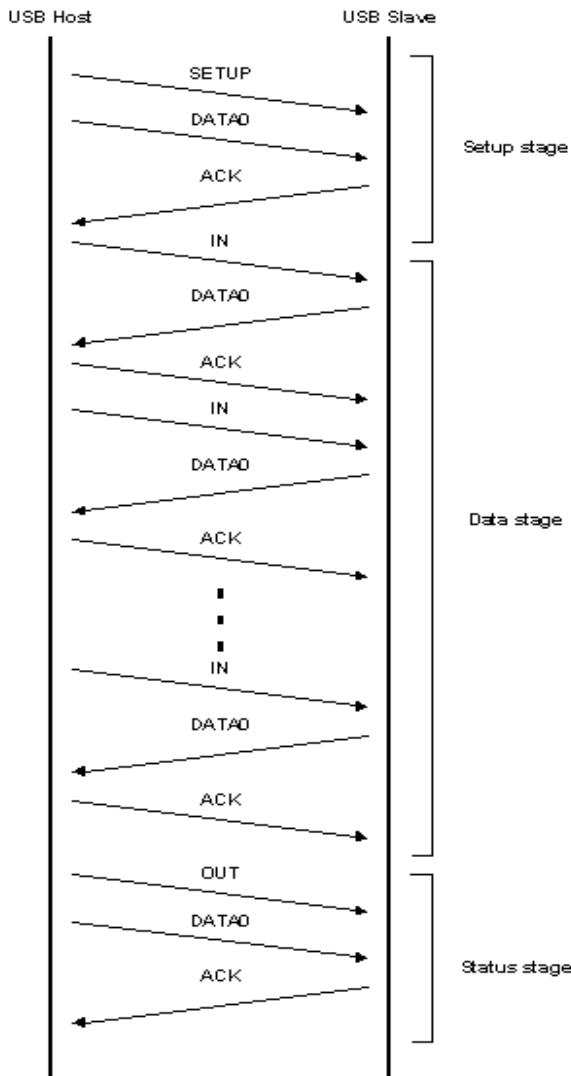 USB Host
USB Slave
SETUP
DATA0
Setup stage
ACK
IN
DATA0
ACK
IN
DATA0
Data stage
ACK
IN
DATA0
ACK
OUT
DATA0
Status stage
ACK